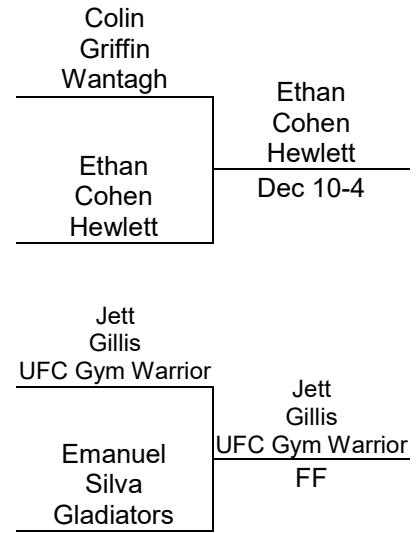 Colin
Griffin
Wantagh
Ethan
Cohen
Hewlett
Ethan
Cohen
Hewlett
Dec 10-4
Jett
Gillis
UFC Gym Warrior
Emanuel
Silva
Gladiators
Jett
Gillis
UFC Gym Warrior
FF